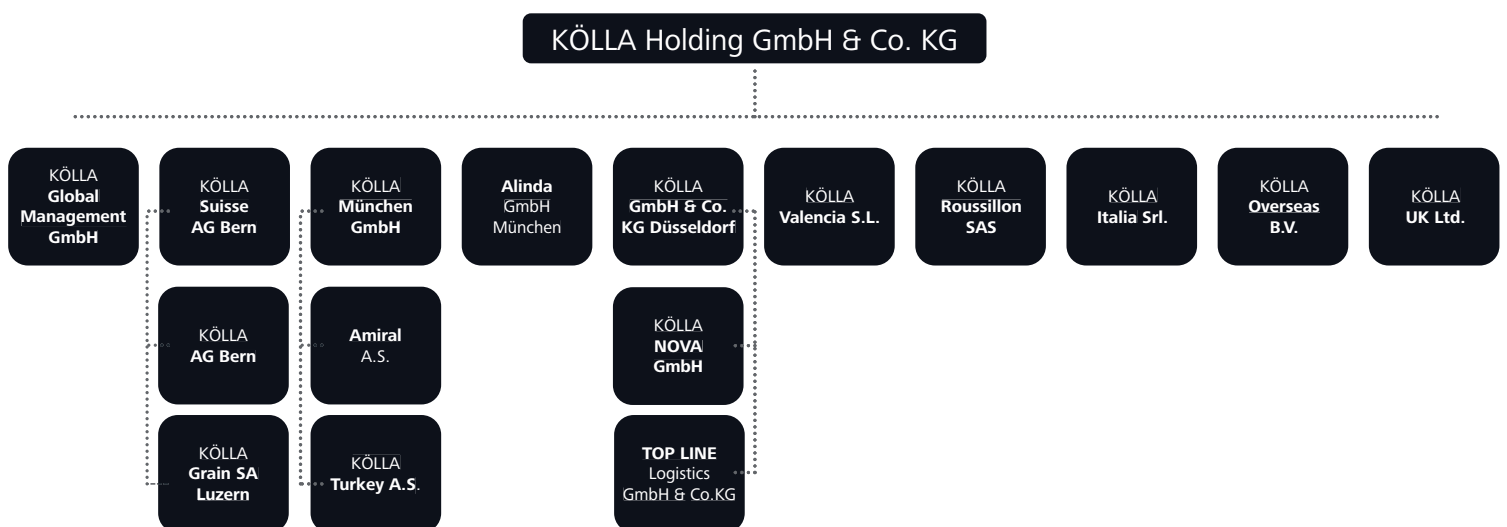 KÖLLA Holding GmbH & Co. KG
KÖLLA
Global
Management
GmbH
KÖLLA
Suisse
AG Bern
KÖLLA
München
GmbH
Alinda
GmbH
München
KÖLLA
GmbH & Co.
KG Düsseldorf
KÖLLA
Valencia S.L.
KÖLLA
Roussillon
SAS
KÖLLA
Italia Srl.
KÖLLA
Overseas
B.V.
KÖLLA
UK Ltd.
KÖLLA
AG Bern
Amiral
A.S.
KÖLLA
NOVA
GmbH
KÖLLA
Grain SA
Luzern
KÖLLA
Turkey A.S.
TOP LINE
Logistics
GmbH & Co.KG